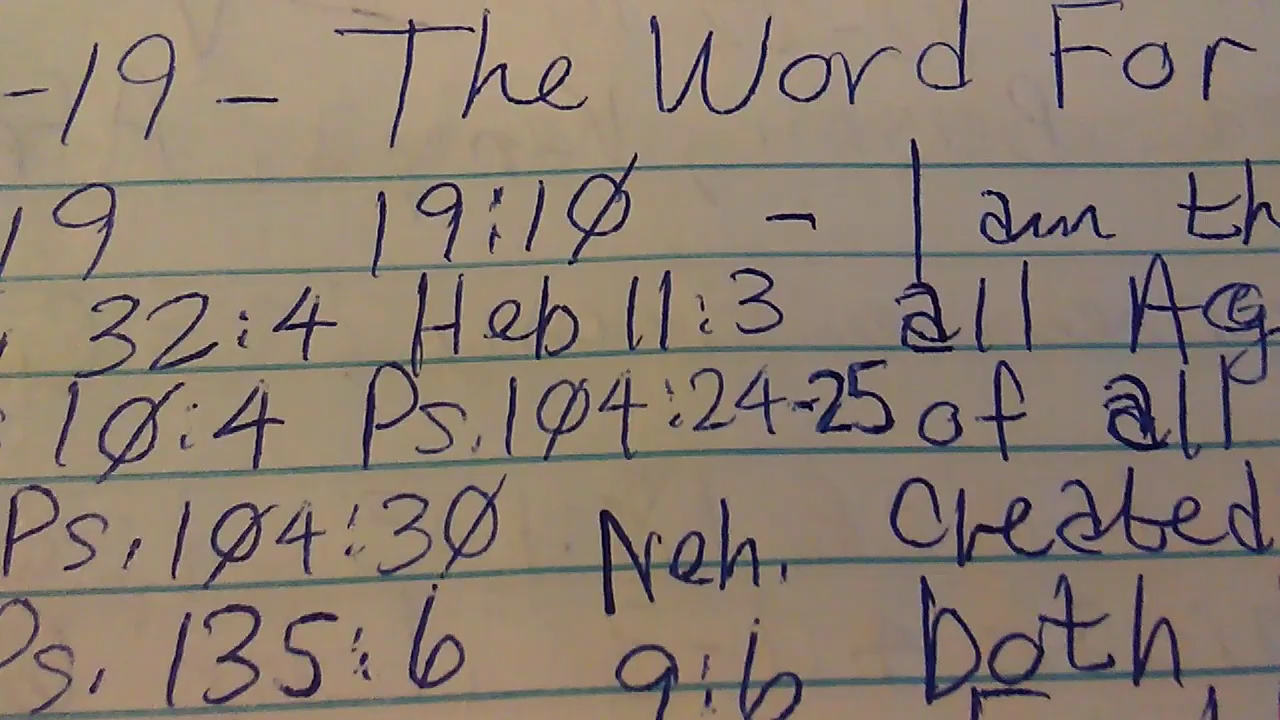 -19 - The Word For
19 19:10 - I am th
32:4 Heb 11:3 all Ag
: 10:4 Ps. 104:24-25 of all
Ps. 104:30 Neh. Created
Ps. 135:6 9:6 Doth